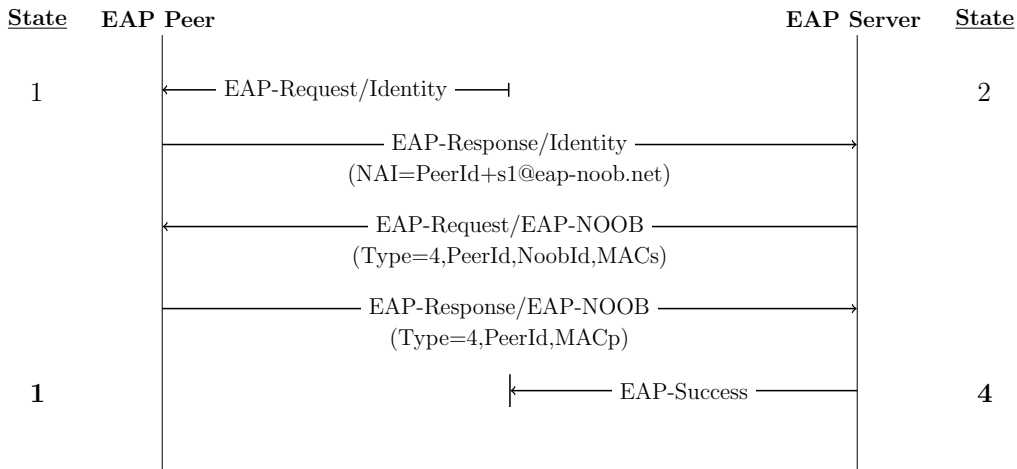 State EAP Peer EAP Server State
1 EAP-Request/Identity 2
EAP-Response/Identity
(NAI=PeerId+s1@eap-noob.net)
EAP-Request/EAP-NOOB
(Type=4,PeerId,NoobId,MACs)
EAP-Response/EAP-NOOB
(Type=4,PeerId,MACp)
1 EAP-Success 4